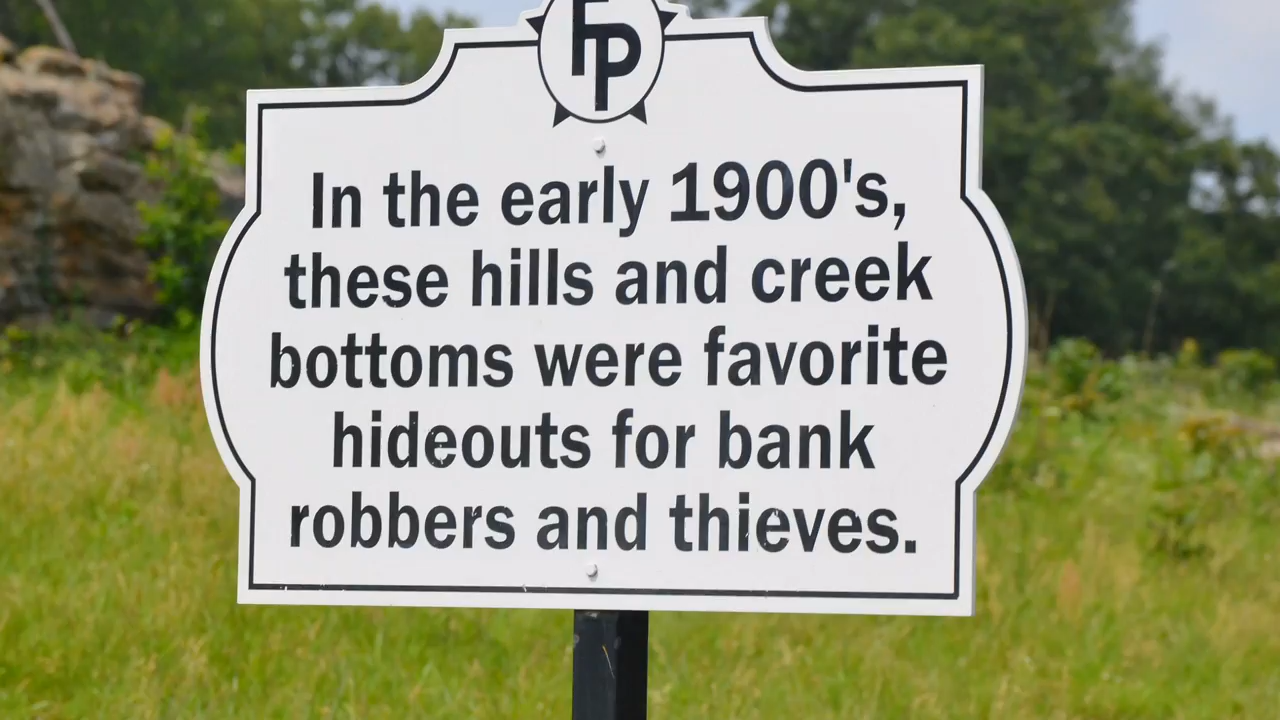 FP
In the early 1900's,
these hills and creek
bottoms were favorite
hideouts for bank
robbers and thieves.